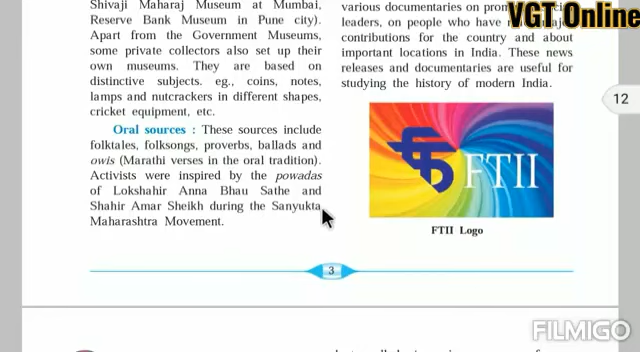 Shivaji Maharaj Museum at Mumbai,
Reserve Bank Museum in Pune city).
Apart from the Government Museums,
some private collectors also set up their
own museums. They are based on
distinctive subjects. eg., coins, notes,
lamps and nutcrackers in different shapes,
cricket equipment, etc.
Oral sources : These sources include
folktales, folksongs, proverbs, ballads and
owis (Marathi verses in the oral tradition).
Activists were inspired by the powadas
of Lokshahir Anna Bhau Sathe and
Shahir Amar Sheikh during the Sanyukta
Maharashtra Movement.
various documentaries on
leaders, on people who have
contributions for the country and about
important locations in India. These news
releases and documentaries are useful for
studying the history of modern India.
FTII
FTII Logo
3
VGT Online
12
FILMIGO